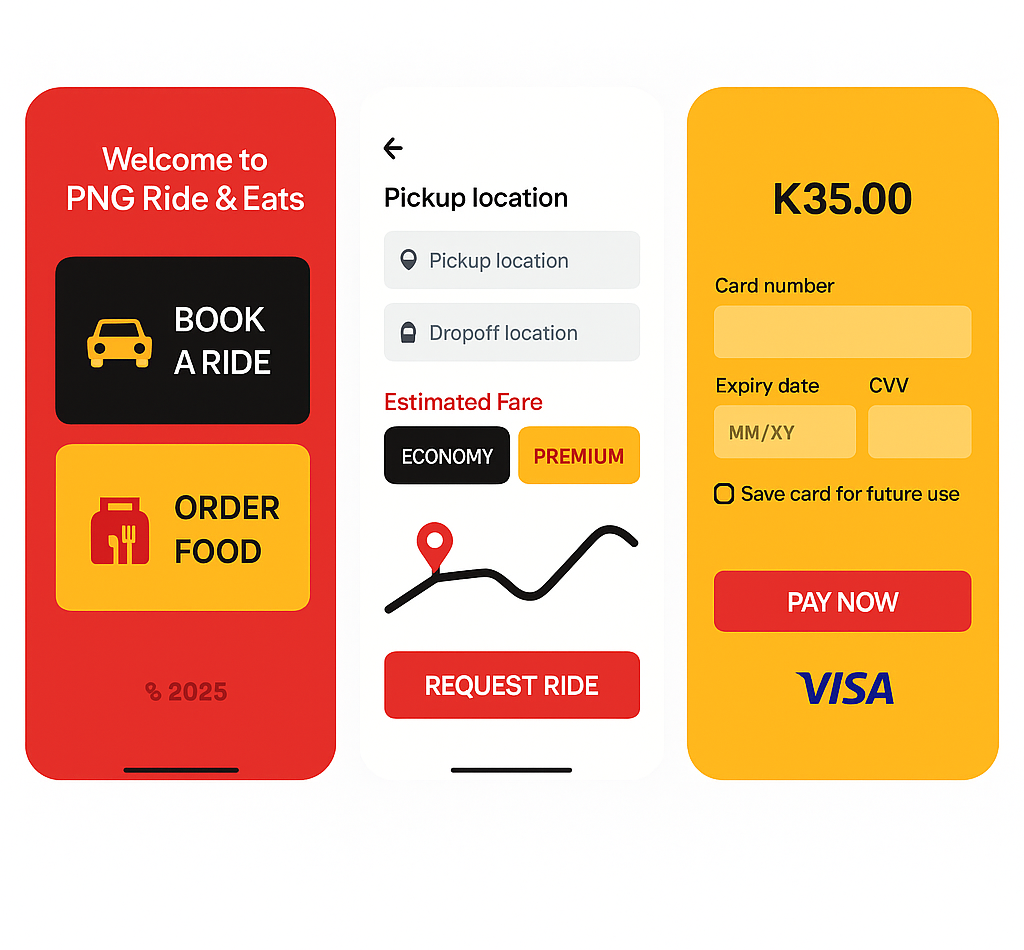 Welcome to
PNG Ride & Eats
BOOK
A RIDE
ORDER
FOOD
2025
Pickup location
Pickup location
Dropoff location
Estimated Fare
ECONOMY
PREMIUM
REQUEST RIDE
K35.00
Card number
Expiry date
CVV
MM/XY
Save card for future use
PAY NOW
VISA